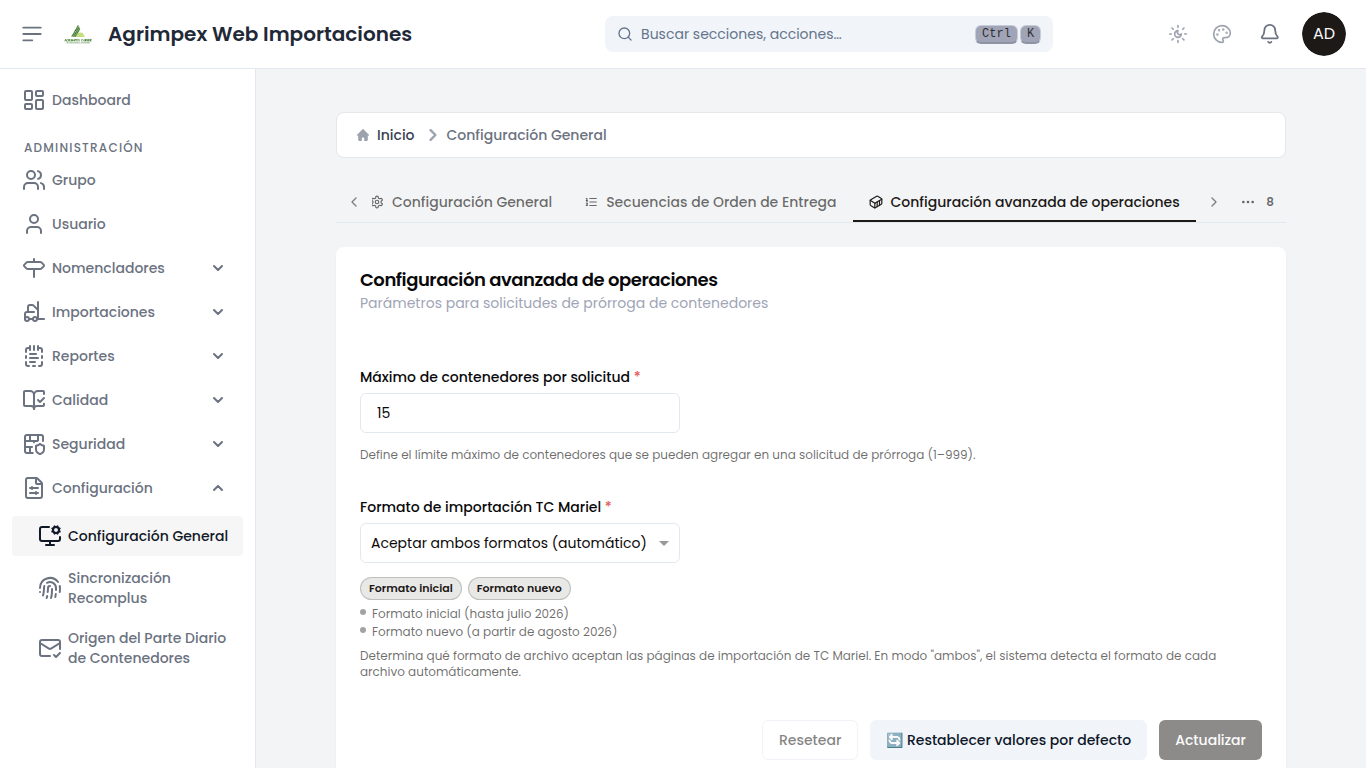 Agrimpex Web Importaciones
Buscar secciones, acciones...
Ctrl K
AD
Dashboard
ADMINISTRACIÓN
Grupo
Usuario
Nomencladores
Importaciones
Reportes
Calidad
Seguridad
Configuración
Configuración General
Sincronización
Recomplus
Origen del Parte Diario
de Contenedores
Inicio
Configuración General
Configuración General
Secuencias de Orden de Entrega
Configuración avanzada de operaciones
8
Configuración avanzada de operaciones
Parámetros para solicitudes de prórroga de contenedores
Máximo de contenedores por solicitud *
15
Define el límite máximo de contenedores que se pueden agregar en una solicitud de prórroga (1–999).
Formato de importación TC Mariel *
Aceptar ambos formatos (automático)
Formato inicial Formato nuevo
Formato inicial (hasta julio 2026)
Formato nuevo (a partir de agosto 2026)
Determina qué formato de archivo aceptan las páginas de importación de TC Mariel. En modo "ambos", el sistema detecta el formato de cada
archivo automáticamente.
Resetear
Restablecer valores por defecto
Actualizar